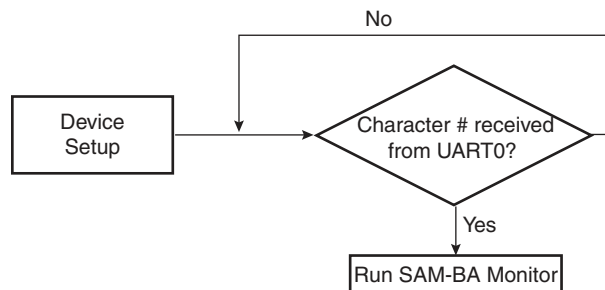 No
Device
Setup
Character # received
from UART0?
Yes
Run SAM-BA Monitor